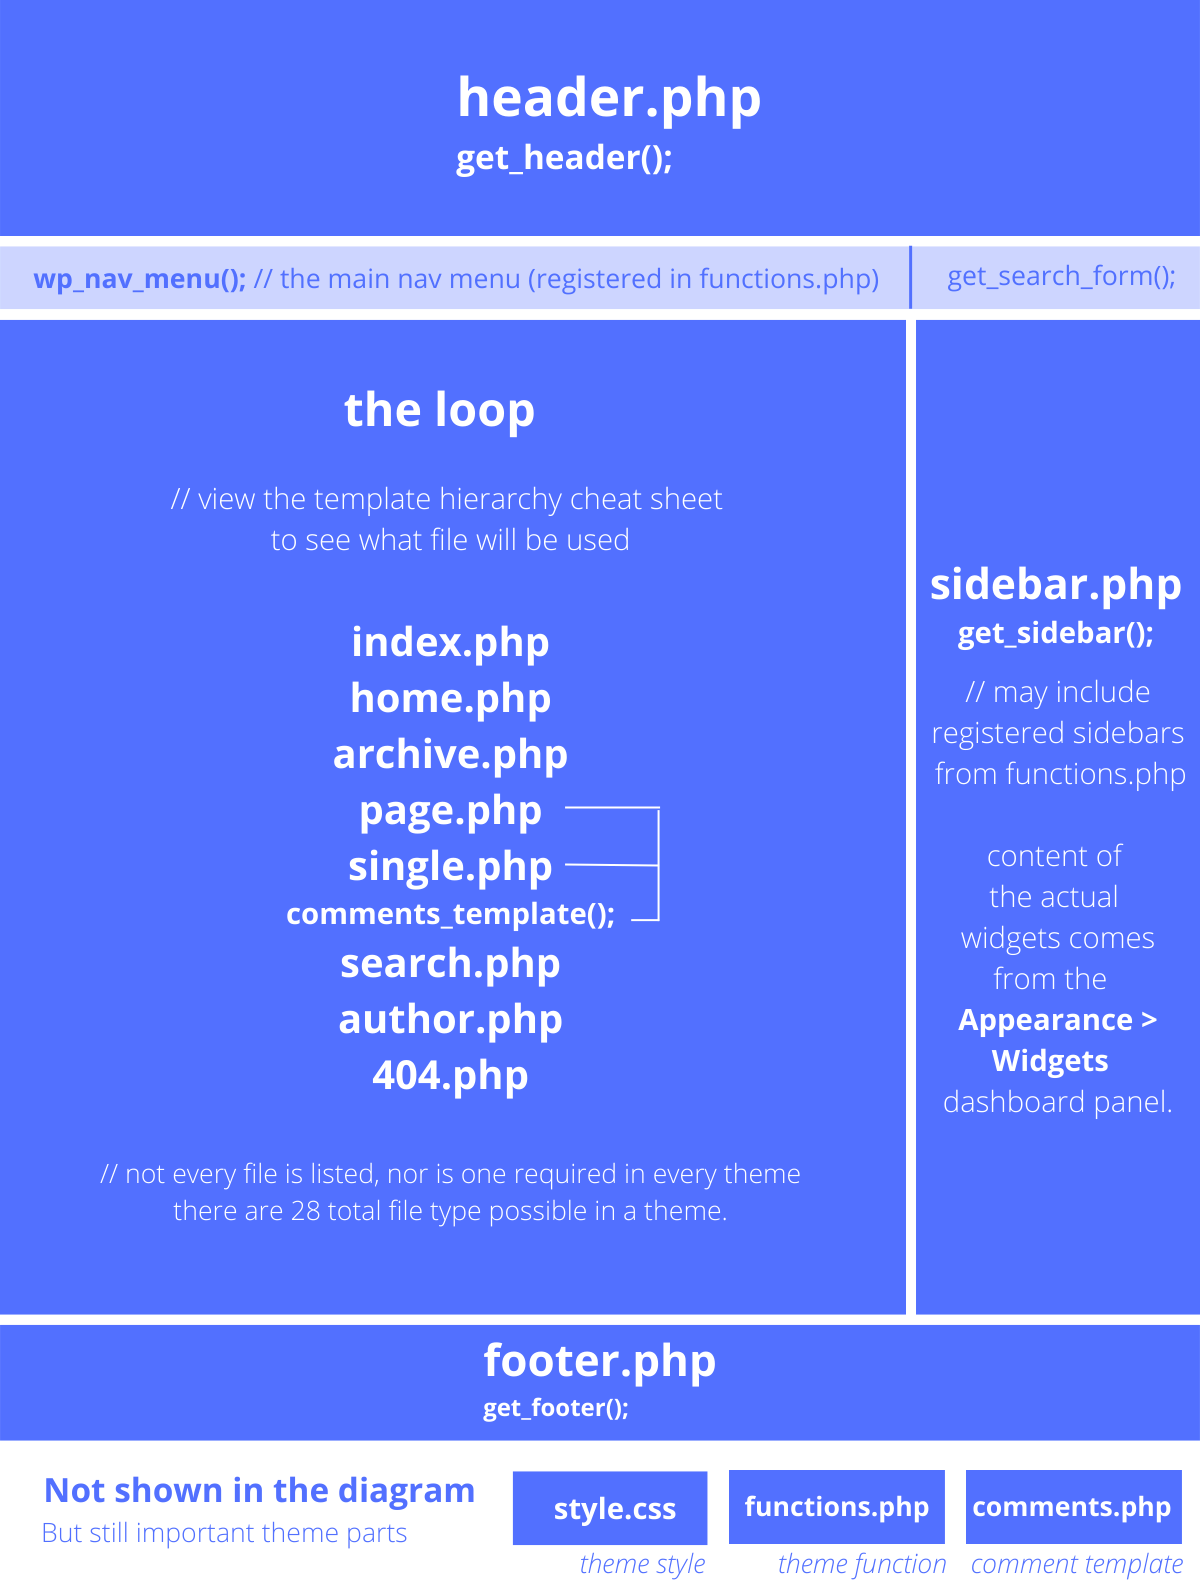 header.php
get_header();
wp_nav_menu(); // the main nav menu (registered in functions.php)
get_search_form();
the loop
// view the template hierarchy cheat sheet
to see what file will be used
index.php
home.php
archive.php
page.php
single.php
comments_template();
search.php
author.php
404.php
// not every file is listed, nor is one required in every theme
there are 28 total file type possible in a theme.
sidebar.php
get_sidebar();
// may include
registered sidebars
from functions.php
content of
the actual
widgets comes
from the
Appearance >
Widgets
dashboard panel.
footer.php
get_footer();
Not shown in the diagram
But still important theme parts
style.css
theme style
functions.php
theme function
comments.php
comment template